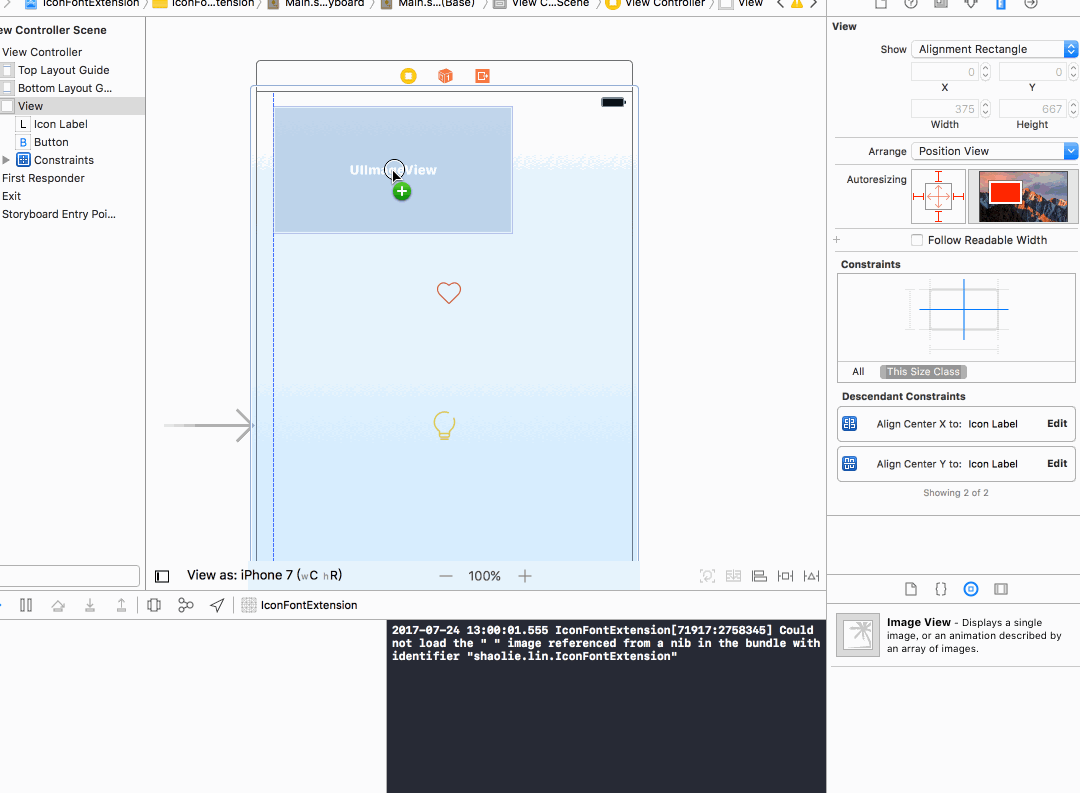 IconFontExtension
IconFo...tension
Main.s...yboard
Main.s...(Base)
View C...Scene
View Controller
View
ew Controller Scene
View Controller
Top Layout Guide
Bottom Layout G...
View
L Icon Label
B Button
Constraints
First Responder
Exit
Storyboard Entry Poi...
UIImageView
View as: iPhone 7 (wC hR)
100%
View
Show Alignment Rectangle
0 0
X Y
375 667
Width Height
Arrange Position View
Autoresizing
Follow Readable Width
Constraints
All This Size Class
Descendant Constraints
Align Center X to: Icon Label Edit
Align Center Y to: Icon Label Edit
Showing 2 of 2
IconFontExtension
2017-07-24 13:00:01.555 IconFontExtension[71917:2758345] Could
not load the " " image referenced from a nib in the bundle with
identifier "shaolie.lin.IconFontExtension"
Image View - Displays a single
image, or an animation described by
an array of images.